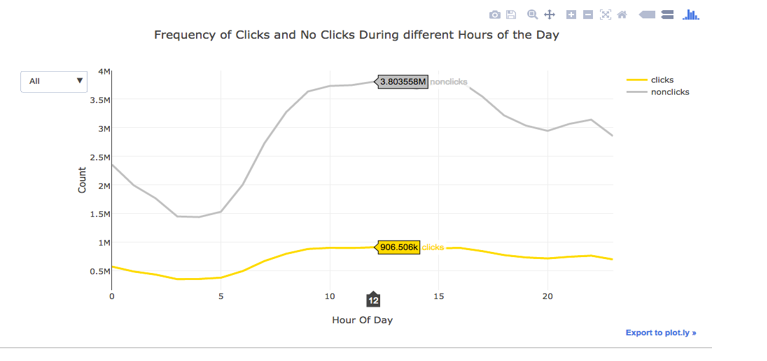 Frequency of Clicks and No Clicks During different Hours of the Day
All
4M
3.5M
3M
2.5M
2M
1.5M
1M
0.5M
Count
3.803558M nonclicks
906.506k clicks
clicks
nonclicks
0
5
10
12
15
20
Hour Of Day
Export to plot.ly »